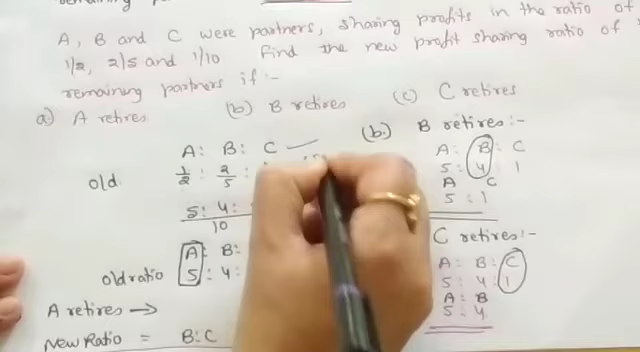 A, B and C were partners, sharing profits in the ratio of
1/2, 2/5 and 1/10 Find the new profit sharing ratio of
remaining partners if :-
a) A retires (b) B retires (c) C retires
A : B : C
Old 1/2 : 2/5 :
5 : 4 :
10
A : B :
old ratio 5 : 4 :
A retires →
New Ratio = B:C
(b.) B retires :-
A : B : C
5 : 4 : 1
A C
5 : 1
C retires :-
A : B : C
5 : 4 : 1
A : B
5 : 4